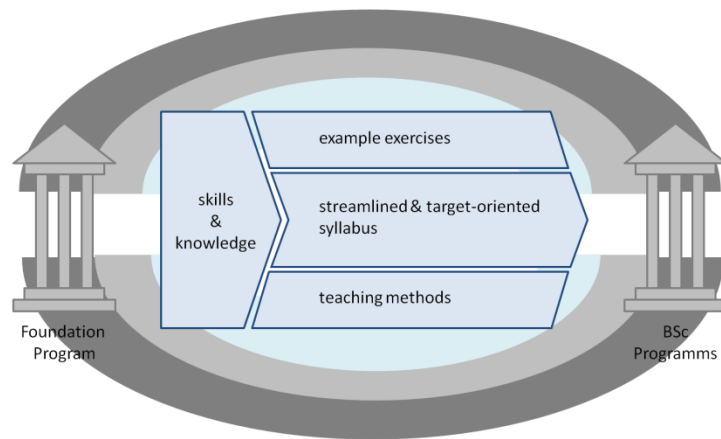 example exercises
skills
&
knowledge
streamlined & target-oriented
syllabus
teaching methods
Foundation
Program
BSc
Programms